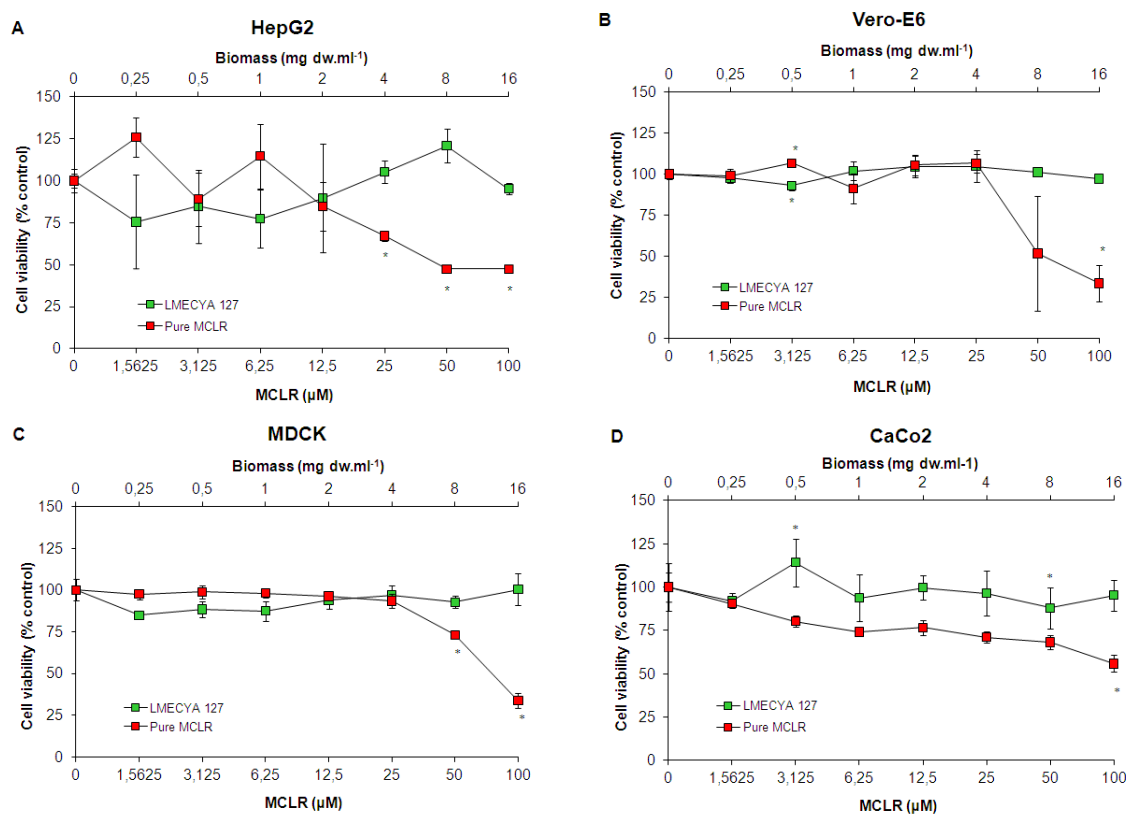 A
HepG2
Biomass (mg dw.ml-1)
0 0,25 0,5 1 2 4 8 16
150
125
100
75
50
25
0
Cell viability (% control)
* * *
LMECYA 127
Pure MCLR
0 1,5625 3,125 6,25 12,5 25 50 100
MCLR (µM)
B
Vero-E6
Biomass (mg dw.ml-1)
0 0,25 0,5 1 2 4 8 16
150
125
100
75
50
25
0
Cell viability (% control)
*
*
*
LMECYA 127
Pure MCLR
0 1,5625 3,125 6,25 12,5 25 50 100
MCLR (µM)
C
MDCK
Biomass (mg dw.ml-1)
0 0,25 0,5 1 2 4 8 16
150
125
100
75
50
25
0
Cell viability (% control)
*
*
LMECYA 127
Pure MCLR
0 1,5625 3,125 6,25 12,5 25 50 100
MCLR (µM)
D
CaCo2
Biomass (mg dw.ml-1)
0 0,25 0,5 1 2 4 8 16
150
125
100
75
50
25
0
Cell viability (% control)
*
*
*
LMECYA 127
Pure MCLR
0 1,5625 3,125 6,25 12,5 25 50 100
MCLR (µM)